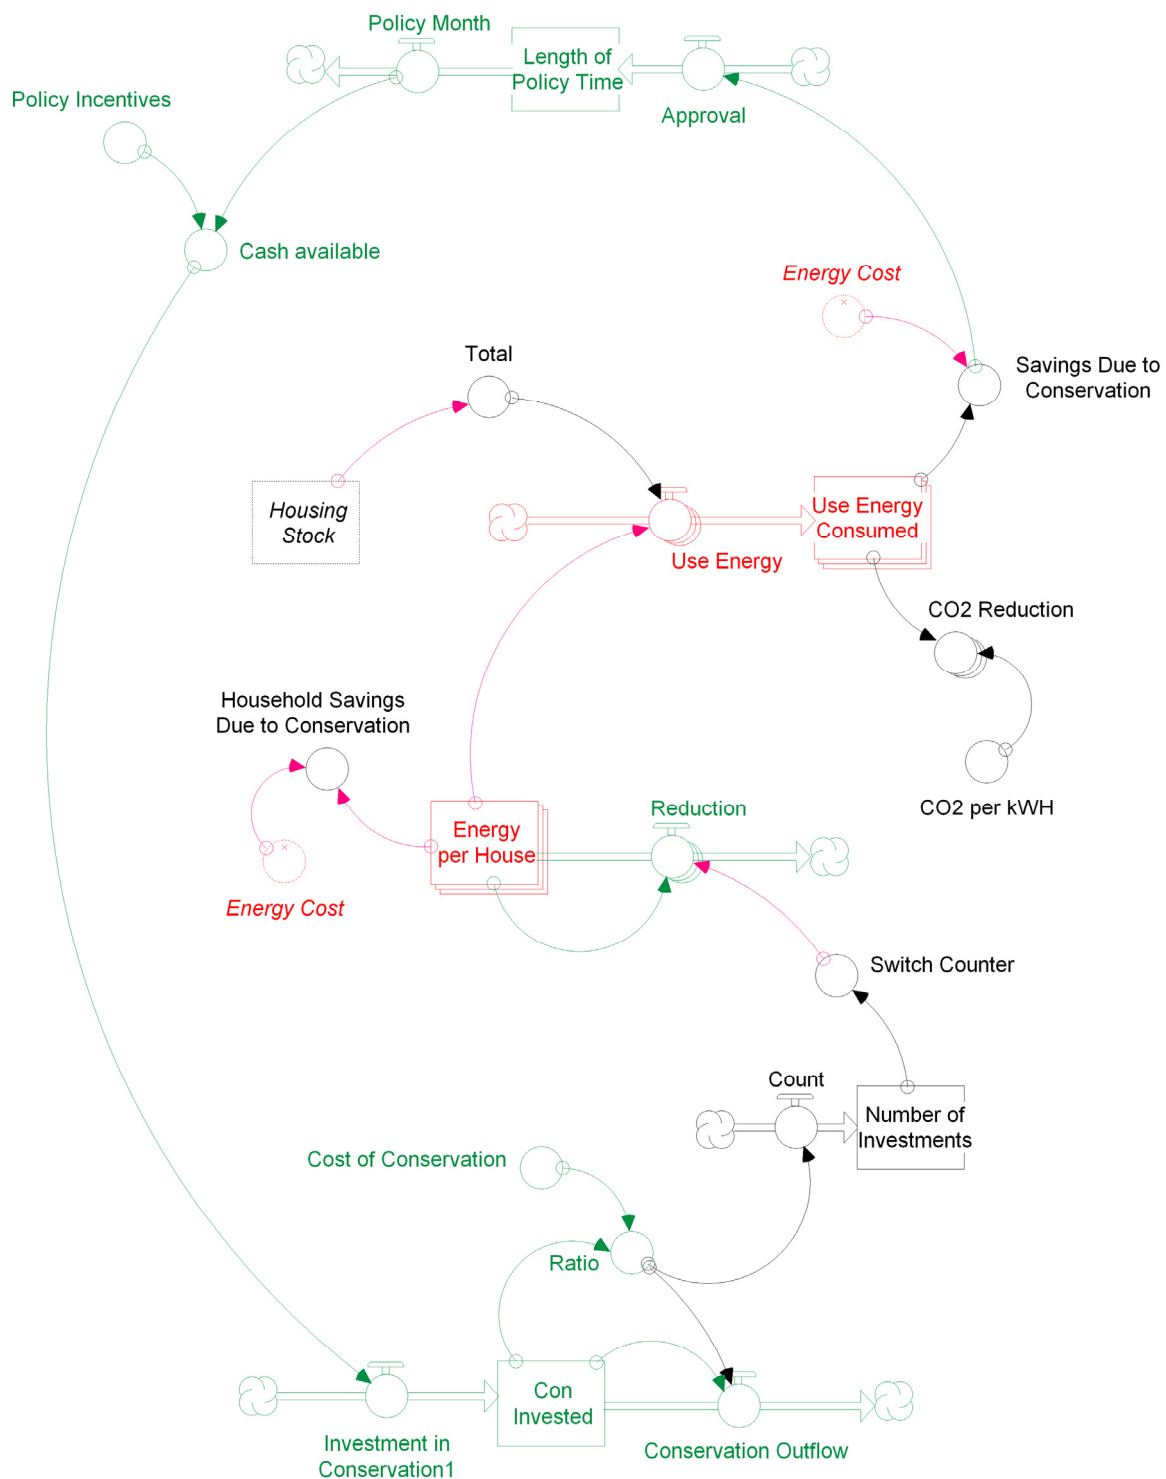 Policy Month
Length of
Policy Time
Approval
Policy Incentives
Cash available
Energy Cost
Total
Savings Due to
Conservation
Housing
Stock
Use Energy
Consumed
Use Energy
CO2 Reduction
Household Savings
Due to Conservation
CO2 per kWH
Reduction
Energy
per House
Energy Cost
Switch Counter
Count
Number of
Investments
Cost of Conservation
Ratio
Con
Invested
Investment in
Conservation1
Conservation Outflow